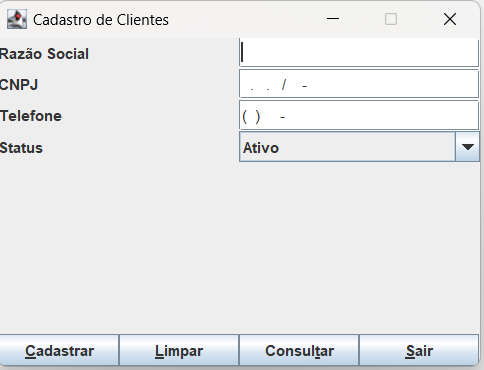 Cadastro de Clientes
Razão Social
CNPJ . . / -
Telefone ( ) -
Status Ativo
Cadastrar Limpar Consultar Sair